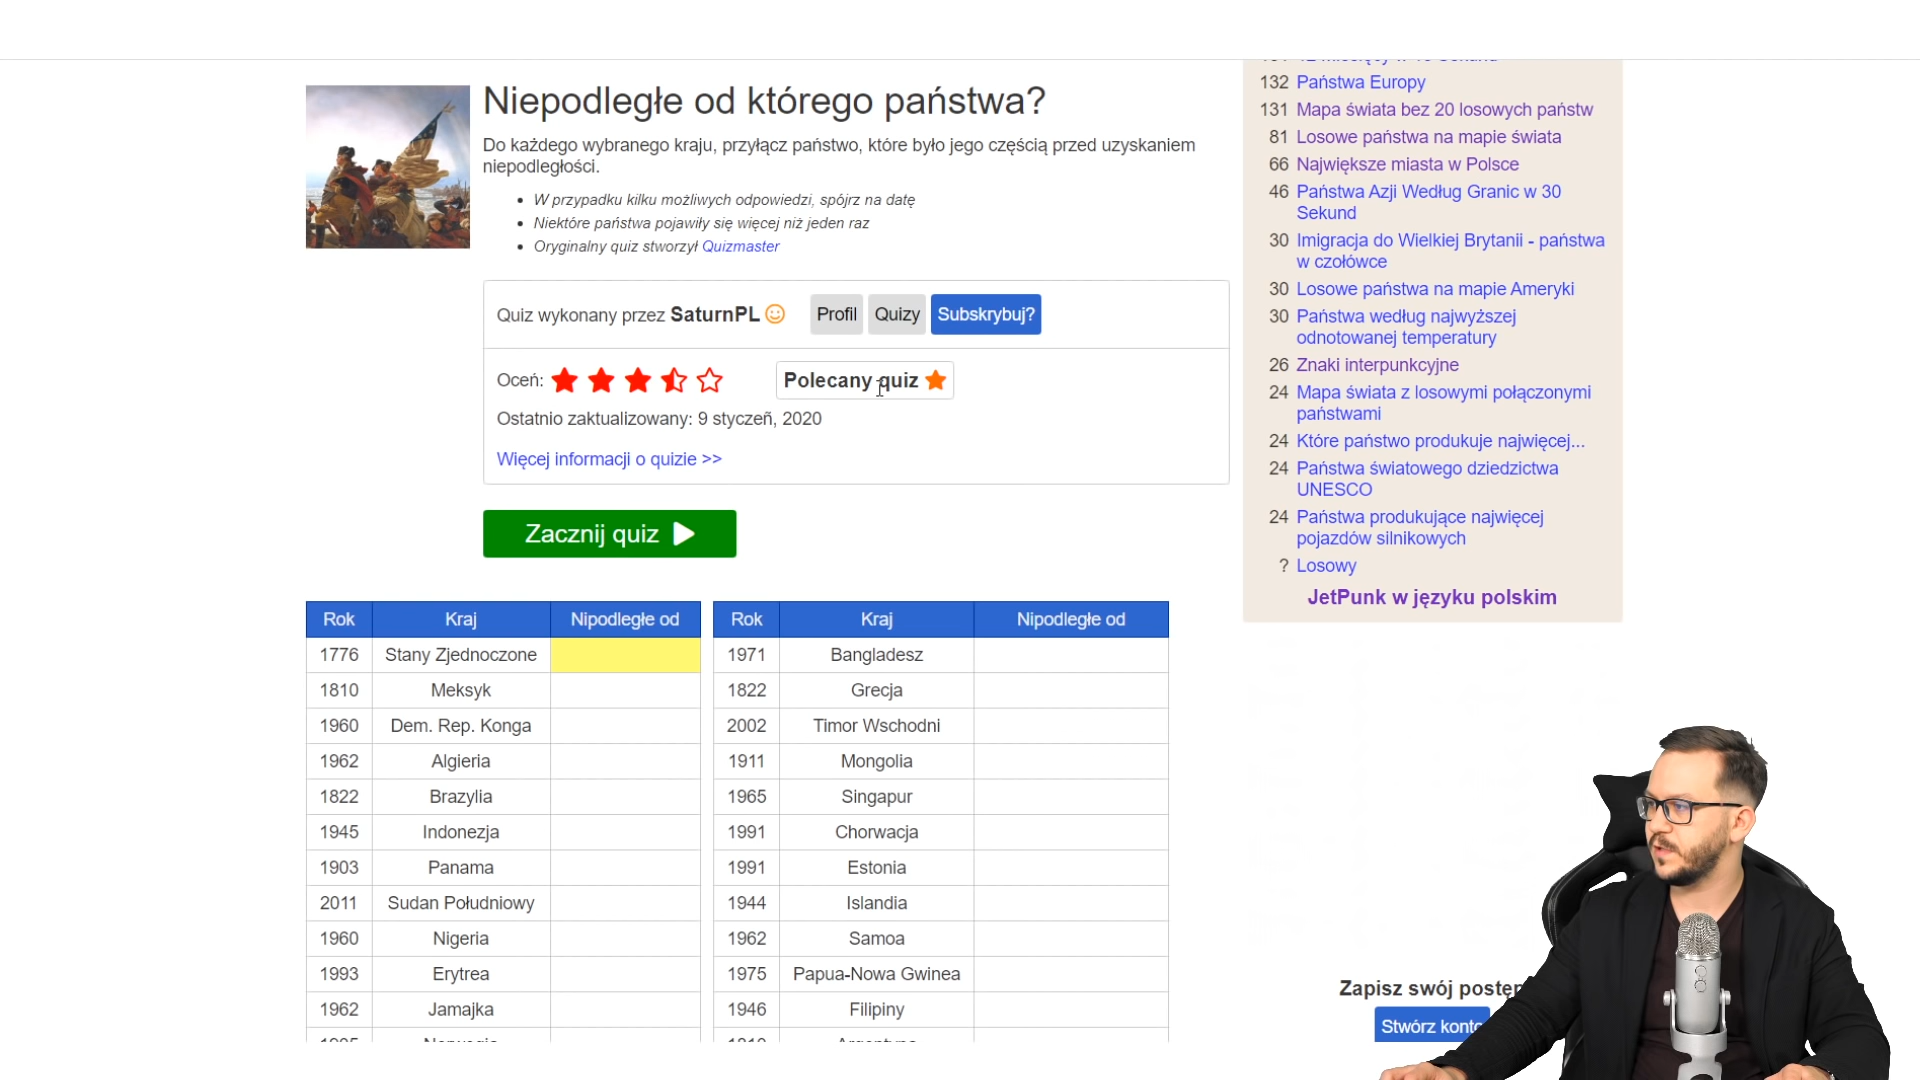 Niepodległe od którego państwa?
Do każdego wybranego kraju, przyłącz państwo, które było jego częścią przed uzyskaniem
niepodległości.
W przypadku kilku możliwych odpowiedzi, spójrz na datę
Niektóre państwa pojawiły się więcej niż jeden raz
Oryginalny quiz stworzył Quizmaster
Quiz wykonany przez SaturnPL Profil Quizy Subskrybuj?
Oceń: Polecany quiz
Ostatnio zaktualizowany: 9 styczeń, 2020
Więcej informacji o quizie >>
Zacznij quiz
Rok Kraj Nipodległe od
1776 Stany Zjednoczone
1810 Meksyk
1960 Dem. Rep. Konga
1962 Algieria
1822 Brazylia
1945 Indonezja
1903 Panama
2011 Sudan Południowy
1960 Nigeria
1993 Erytrea
1962 Jamajka
Rok Kraj Nipodległe od
1971 Bangladesz
1822 Grecja
2002 Timor Wschodni
1911 Mongolia
1965 Singapur
1991 Chorwacja
1991 Estonia
1944 Islandia
1962 Samoa
1975 Papua-Nowa Gwinea
1946 Filipiny
132 Państwa Europy
131 Mapa świata bez 20 losowych państw
81 Losowe państwa na mapie świata
66 Największe miasta w Polsce
46 Państwa Azji Według Granic w 30
Sekund
30 Imigracja do Wielkiej Brytanii - państwa
w czołówce
30 Losowe państwa na mapie Ameryki
30 Państwa według najwyższej
odnotowanej temperatury
26 Znaki interpunkcyjne
24 Mapa świata z losowymi połączonymi
państwami
24 Które państwo produkuje najwięcej...
24 Państwa światowego dziedzictwa
UNESCO
24 Państwa produkujące najwięcej
pojazdów silnikowych
? Losowy
JetPunk w języku polskim
Zapisz swój postęp
Stwórz konto